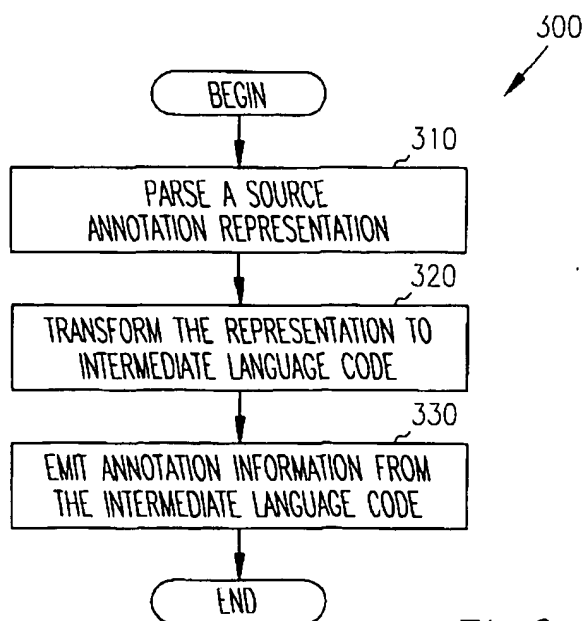 300
BEGIN
310
PARSE A SOURCE
ANNOTATION REPRESENTATION
320
TRANSFORM THE REPRESENTATION TO
INTERMEDIATE LANGUAGE CODE
330
EMIT ANNOTATION INFORMATION FROM
THE INTERMEDIATE LANGUAGE CODE
END